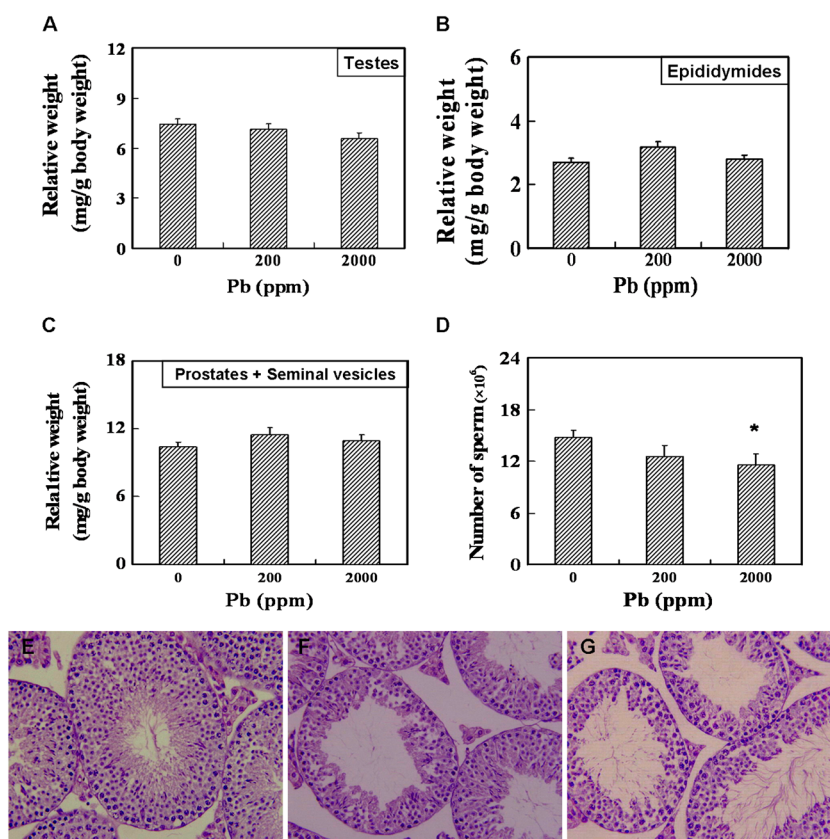 A
Testes
Relative weight
(mg/g body weight)
12
9
6
3
0
0 200 2000
Pb (ppm)
B
Epididymides
Relative weight
(mg/g body weight)
6
4
2
0
0 200 2000
Pb (ppm)
C
Prostates + Seminal vesicles
Rela1tive weight
(mg/g body weight)
18
12
6
0
0 200 2000
Pb (ppm)
D
Number of sperm (×10⁶)
24
18
12
6
0
*
0 200 2000
Pb (ppm)
E F G